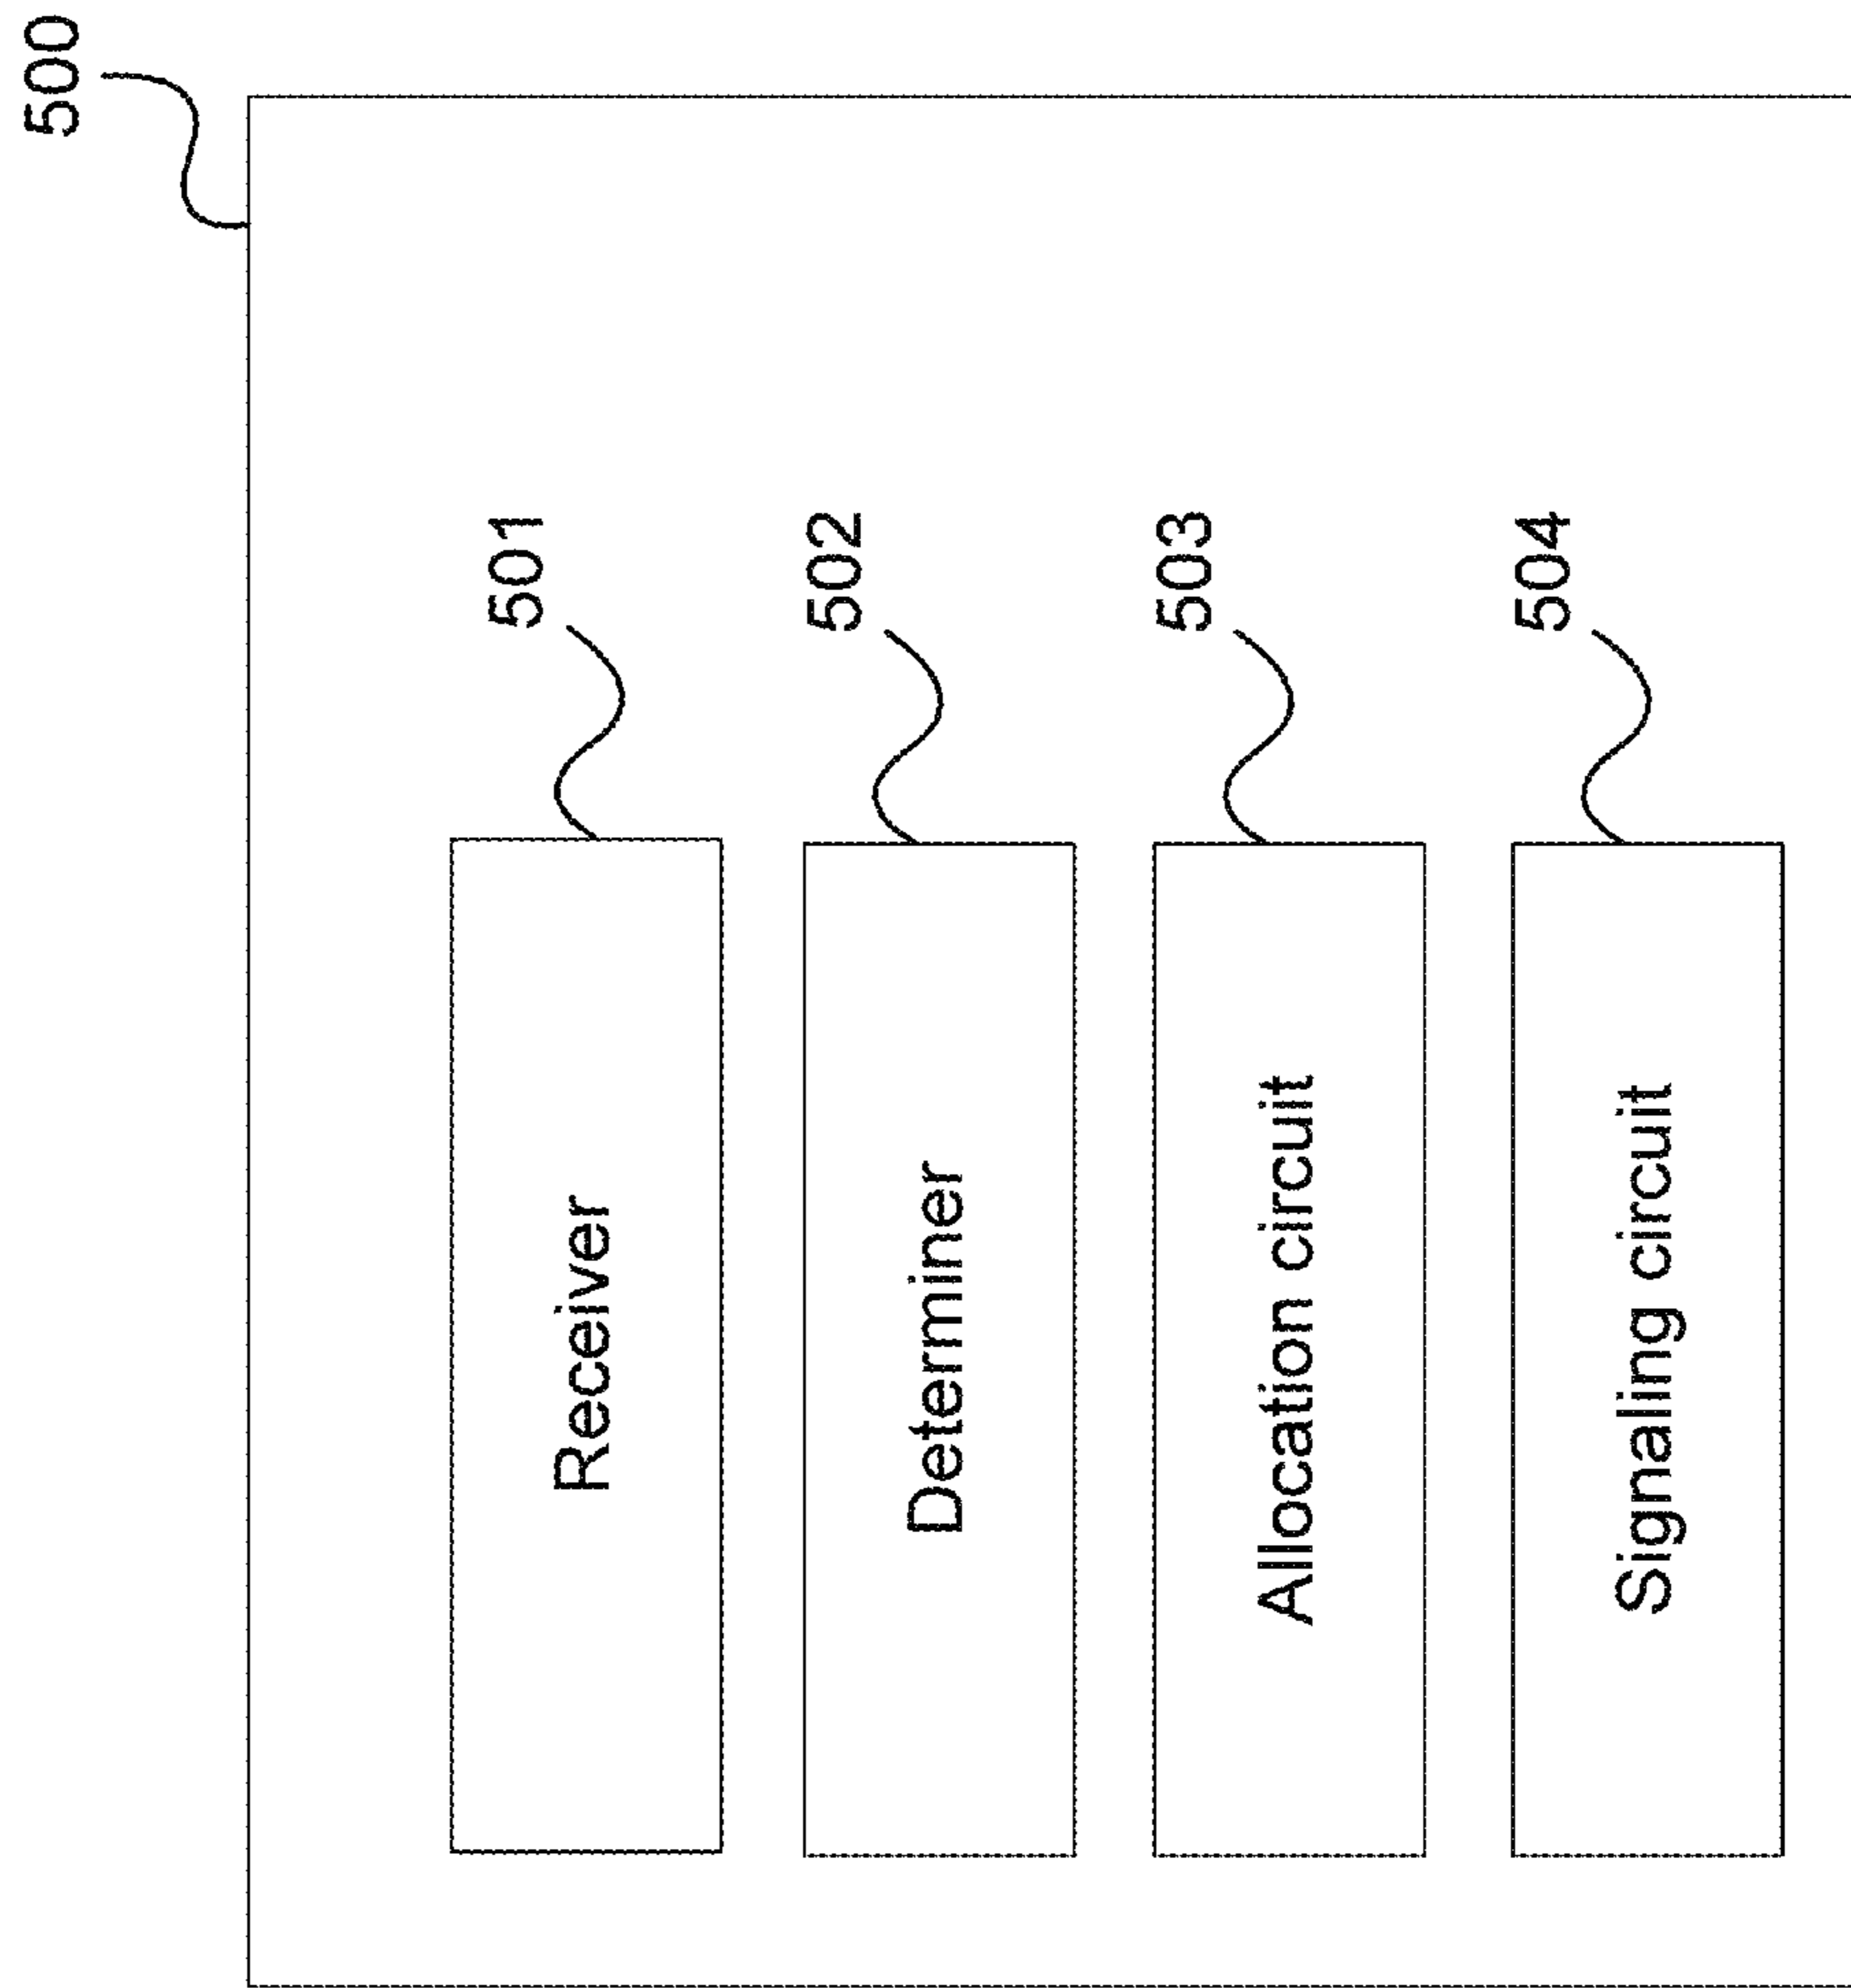 500
501
Receiver
502
Determiner
503
Allocation circuit
504
Signaling circuit